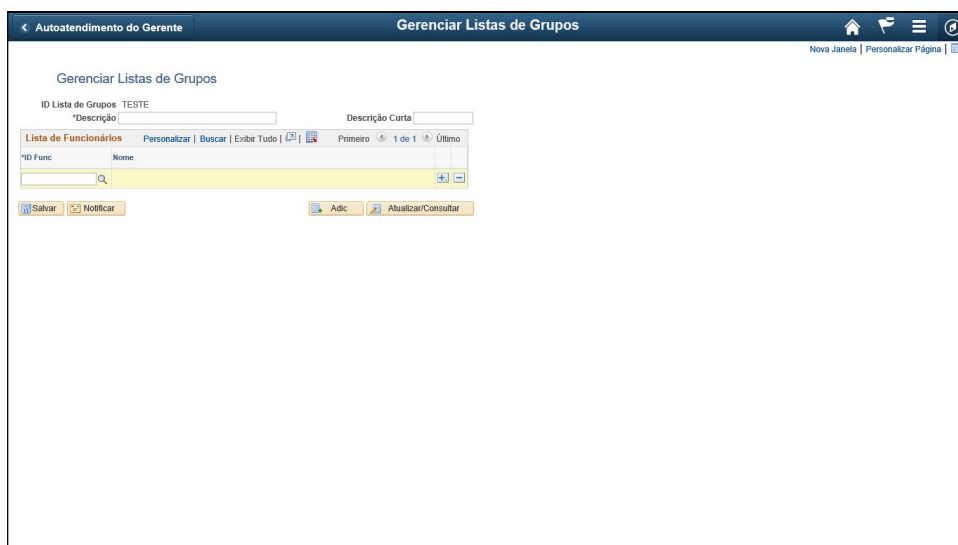 Autoatendimento do Gerente Gerenciar Listas de Grupos
Nova Janela | Personalizar Página |
Gerenciar Listas de Grupos
ID Lista de Grupos TESTE
*Descrição Descrição Curta
Lista de Funcionários Personalizar | Buscar | Exibir Tudo | | Primeiro 1 de 1 Último
*ID Func Nome
Salvar Notificar Adic Atualizar/Consultar